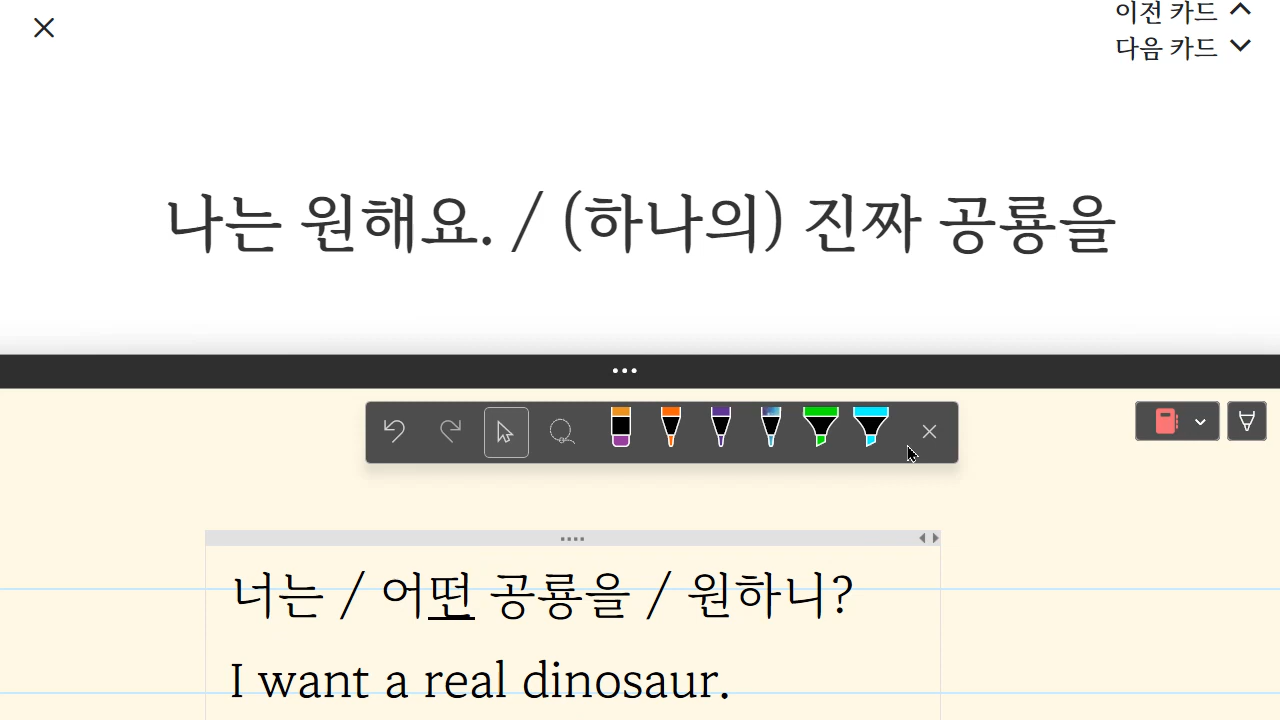 이전 카드
다음 카드
나는 원해요. / (하나의) 진짜 공룡을
너는 / 어떤 공룡을 / 원하니?
I want a real dinosaur.